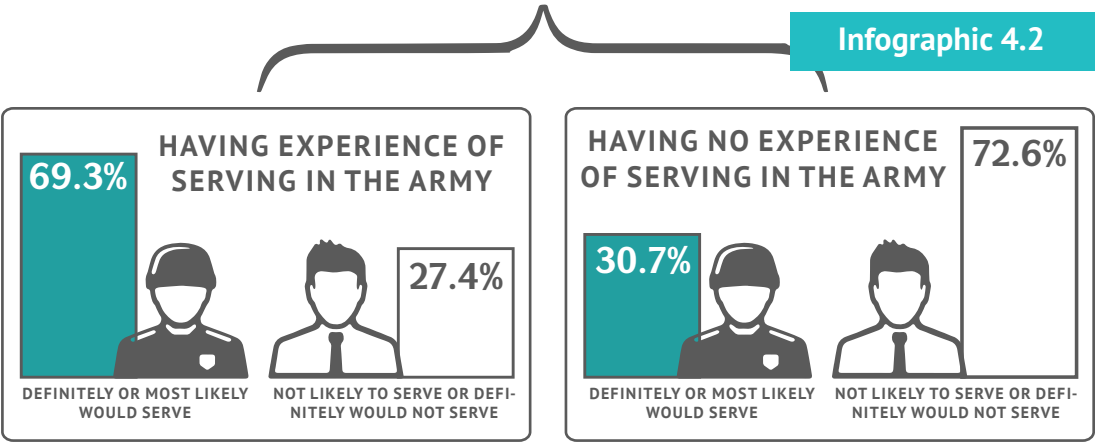 Infographic 4.2
HAVING EXPERIENCE OF
SERVING IN THE ARMY
69.3%
27.4%
DEFINITELY OR MOST LIKELY
WOULD SERVE
NOT LIKELY TO SERVE OR DEFI-
NITELY WOULD NOT SERVE
HAVING NO EXPERIENCE
OF SERVING IN THE ARMY
72.6%
30.7%
DEFINITELY OR MOST LIKELY
WOULD SERVE
NOT LIKELY TO SERVE OR DEFI-
NITELY WOULD NOT SERVE